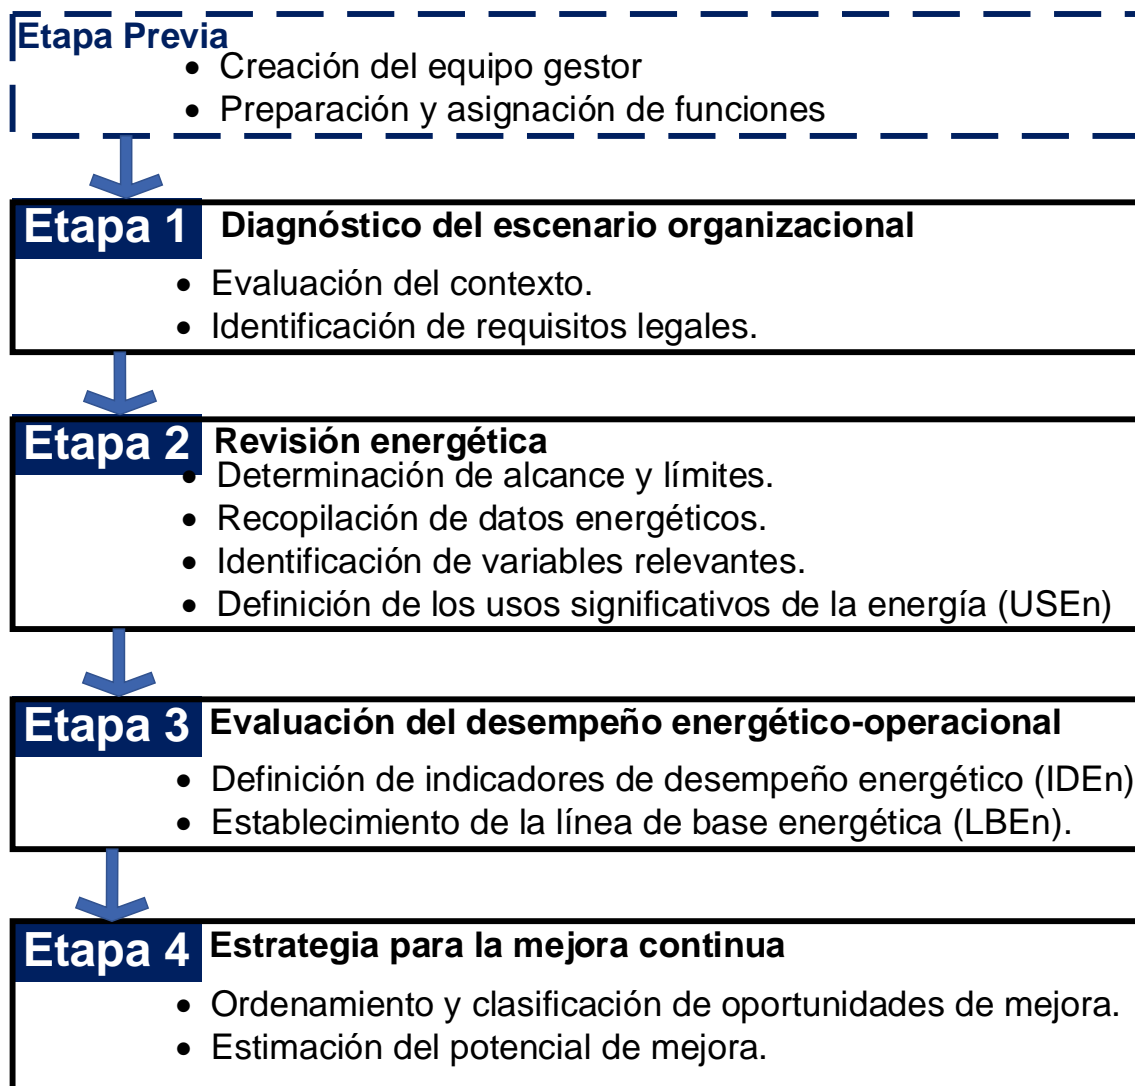 Etapa Previa
• Creación del equipo gestor
• Preparación y asignación de funciones
Etapa 1 Diagnóstico del escenario organizacional
• Evaluación del contexto.
• Identificación de requisitos legales.
Etapa 2 Revisión energética
• Determinación de alcance y límites.
• Recopilación de datos energéticos.
• Identificación de variables relevantes.
• Definición de los usos significativos de la energía (USEn)
Etapa 3 Evaluación del desempeño energético-operacional
• Definición de indicadores de desempeño energético (IDEn)
• Establecimiento de la línea de base energética (LBEn).
Etapa 4 Estrategia para la mejora continua
• Ordenamiento y clasificación de oportunidades de mejora.
• Estimación del potencial de mejora.